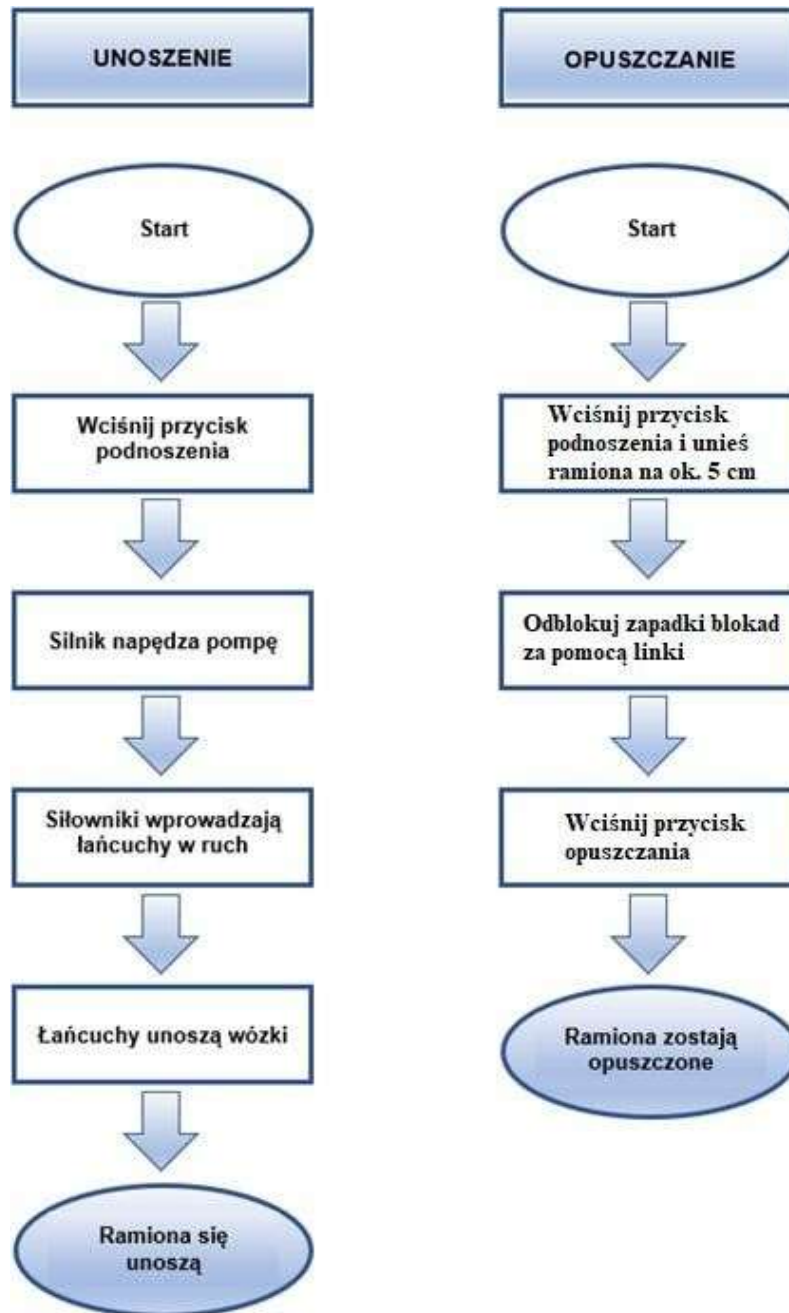 UNOSZENIE
Start
Wciśnij przycisk
podnoszenia
Silnik napędza pompę
Siłowniki wprowadzają
łańcuchy w ruch
Łańcuchy unoszą wózki
Ramiona się
unoszą
OPUSZCZANIE
Start
Wciśnij przycisk
podnoszenia i unieś
ramiona na ok. 5 cm
Odblokuj zapadki blokad
za pomocą linki
Wciśnij przycisk
opuszczania
Ramiona zostają
opuszczone